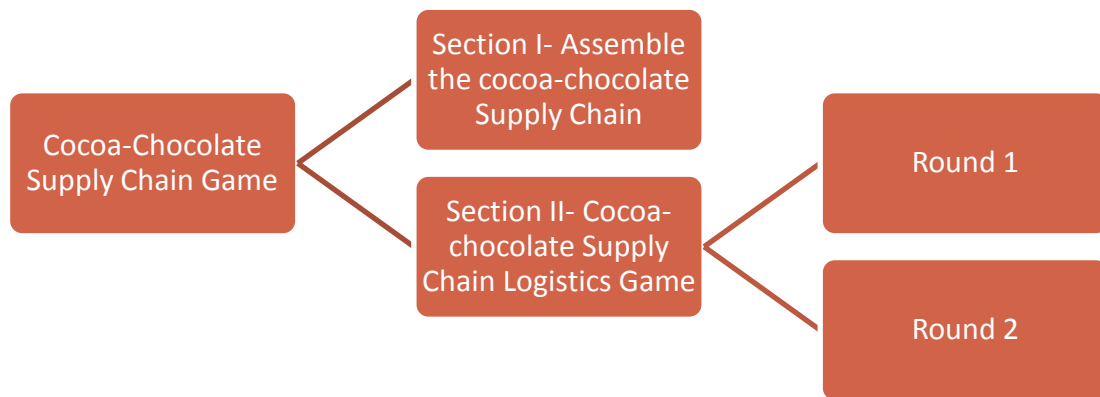 Cocoa-Chocolate
Supply Chain Game
Section I- Assemble
the cocoa-chocolate
Supply Chain
Section II- Cocoa-
chocolate Supply
Chain Logistics Game
Round 1
Round 2